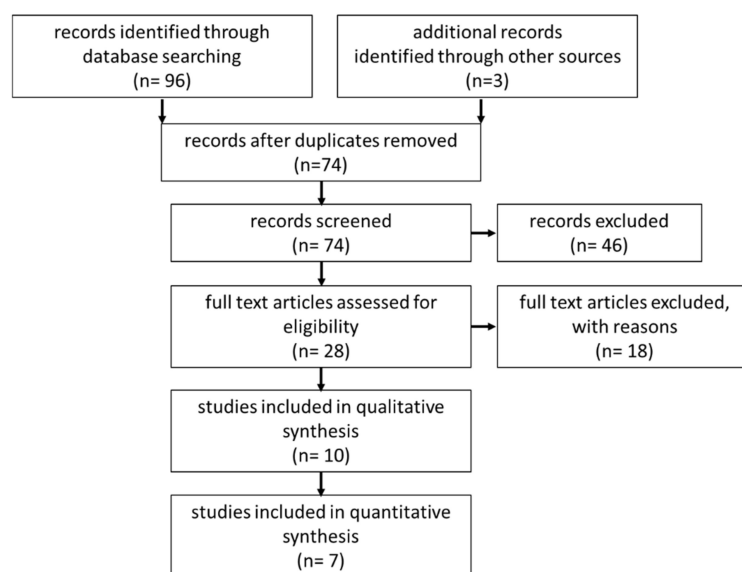 records identified through
database searching
(n= 96)
additional records
identified through other sources
(n=3)
records after duplicates removed
(n=74)
records screened
(n= 74)
records excluded
(n= 46)
full text articles assessed for
eligibility
(n= 28)
full text articles excluded,
with reasons
(n= 18)
studies included in qualitative
synthesis
(n= 10)
studies included in quantitative
synthesis
(n= 7)